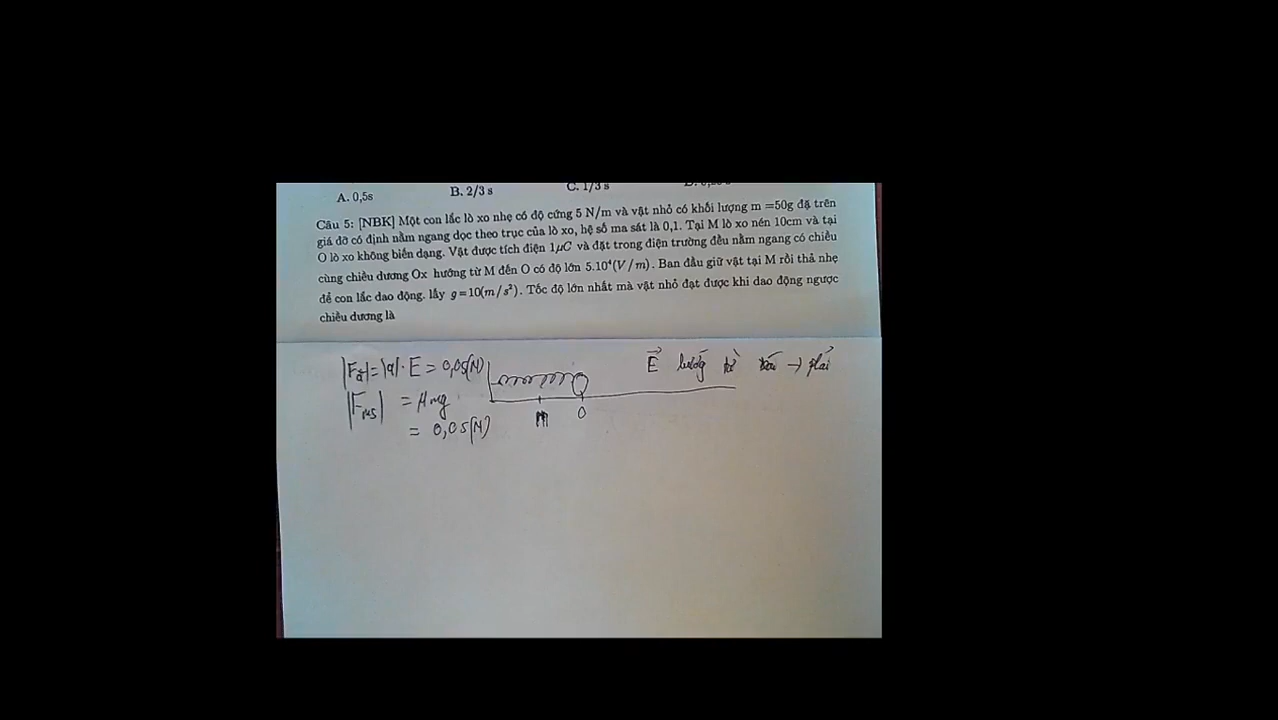 A. 0,5s B. 2/3 s C. 1/3 s
Câu 5: [NBK] Một con lắc lò xo nhẹ có độ cứng 5 N/m và vật nhỏ có khối lượng m =50g đặ trên
giá đỡ cố định nằm ngang dọc theo trục của lò xo, hệ số ma sát là 0,1. Tại M lò xo nén 10cm và tại
O lò xo không biến dạng. Vật được tích điện 1μC và đặt trong điện trường đều nằm ngang có chiều
cùng chiều dương Ox hướng từ M đến O có độ lớn 5.10⁴(V/m). Ban đầu giữ vật tại M rồi thả nhẹ
để con lắc dao động. lấy g=10(m/s²). Tốc độ lớn nhất mà vật nhỏ đạt được khi dao động ngược
chiều dương là
|Fđ|=|q|·E = 0,05(N)
E⃗ hướng từ trái → phải
|Fms| = μmg
= 0,05(N)
M O